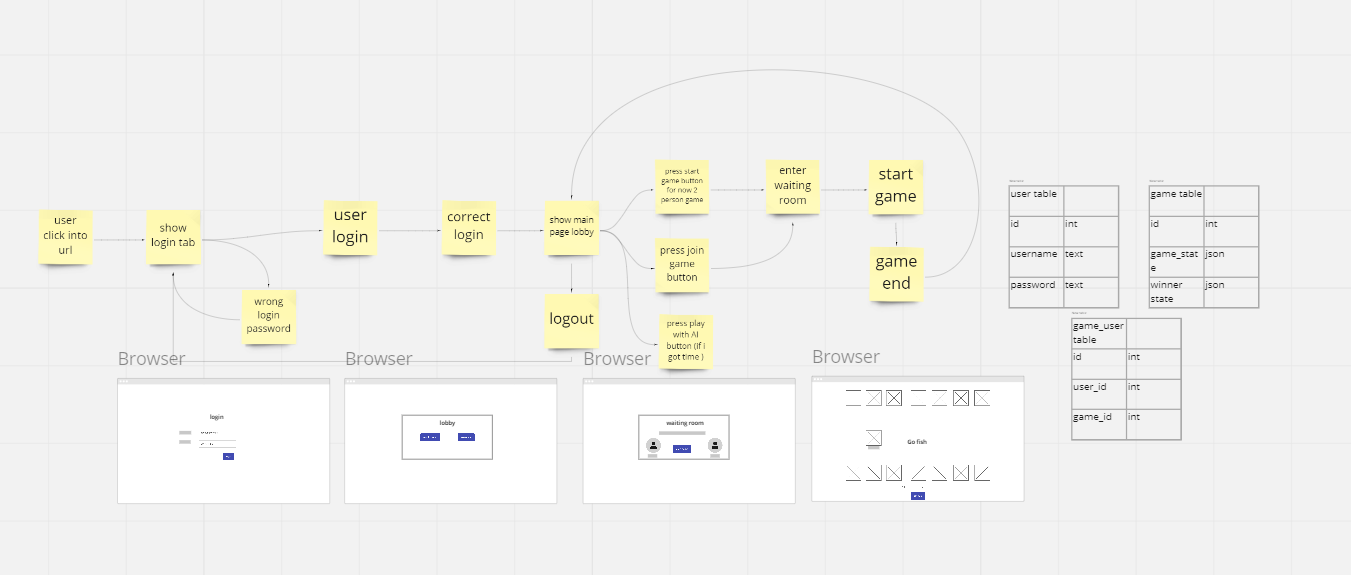 user
click into
url
show
login tab
wrong
login
password
user
login
correct
login
show main
page lobby
logout
press start
game button
for now 2
person game
press join
game
button
press play
with AI
button (if I
got time )
enter
waiting
room
start
game
game
end
user table
id int
username text
password text
game table
id int
game_stat
e
json
winner
state
json
game_user
table
id int
user_id int
game_id int
Browser
login
Browser
lobby
Browser
waiting room
Browser
Go fish